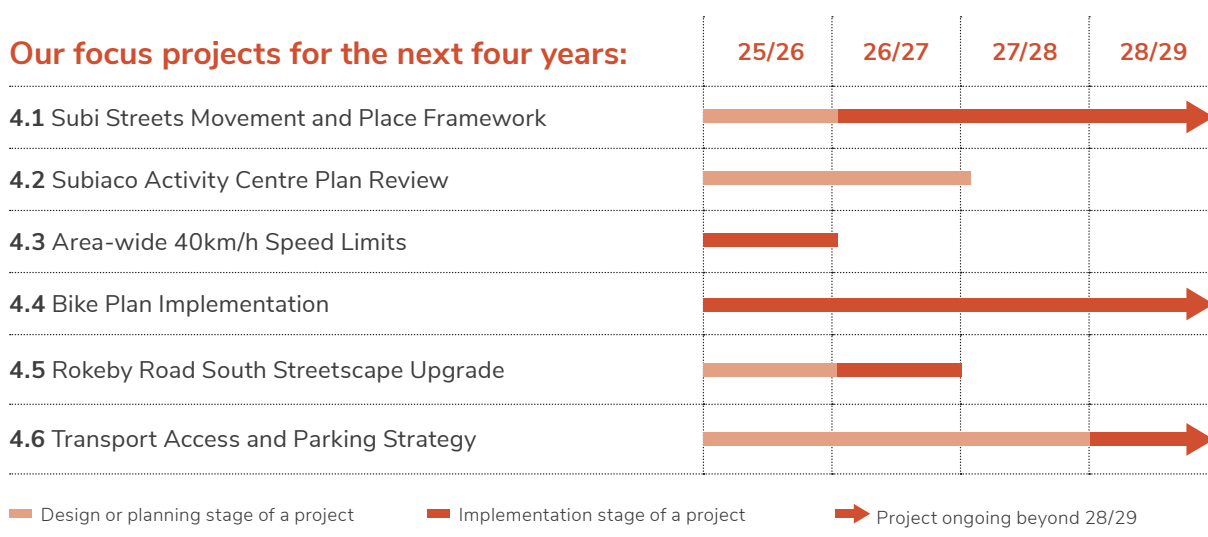 Our focus projects for the next four years: 25/26 26/27 27/28 28/29
4.1 Subi Streets Movement and Place Framework
4.2 Subiaco Activity Centre Plan Review
4.3 Area-wide 40km/h Speed Limits
4.4 Bike Plan Implementation
4.5 Rokeby Road South Streetscape Upgrade
4.6 Transport Access and Parking Strategy
Design or planning stage of a project Implementation stage of a project Project ongoing beyond 28/29